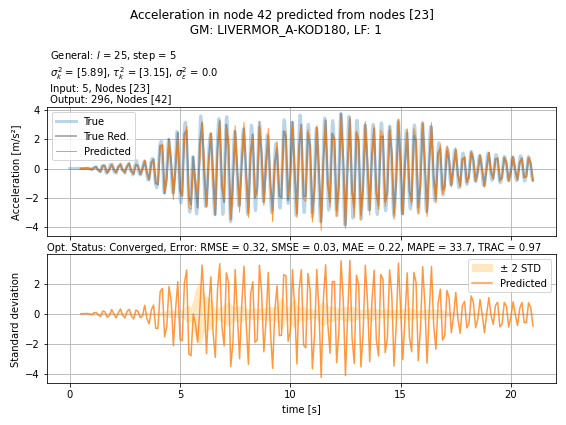 Acceleration in node 42 predicted from nodes [23]
GM: LIVERMOR_A-KOD180, LF: 1
General: l = 25, step = 5
σ²ₖ = [5.89], τ²ₖ = [3.15], σ²ε = 0.0
Input: 5, Nodes [23]
Output: 296, Nodes [42]
Acceleration [m/s²]
4
2
0
−2
−4
True
True Red.
Predicted
Opt. Status: Converged, Error: RMSE = 0.32, SMSE = 0.03, MAE = 0.22, MAPE = 33.7, TRAC = 0.97
Standard deviation
2
0
−2
−4
± 2 STD
Predicted
0 5 10 15 20
time [s]